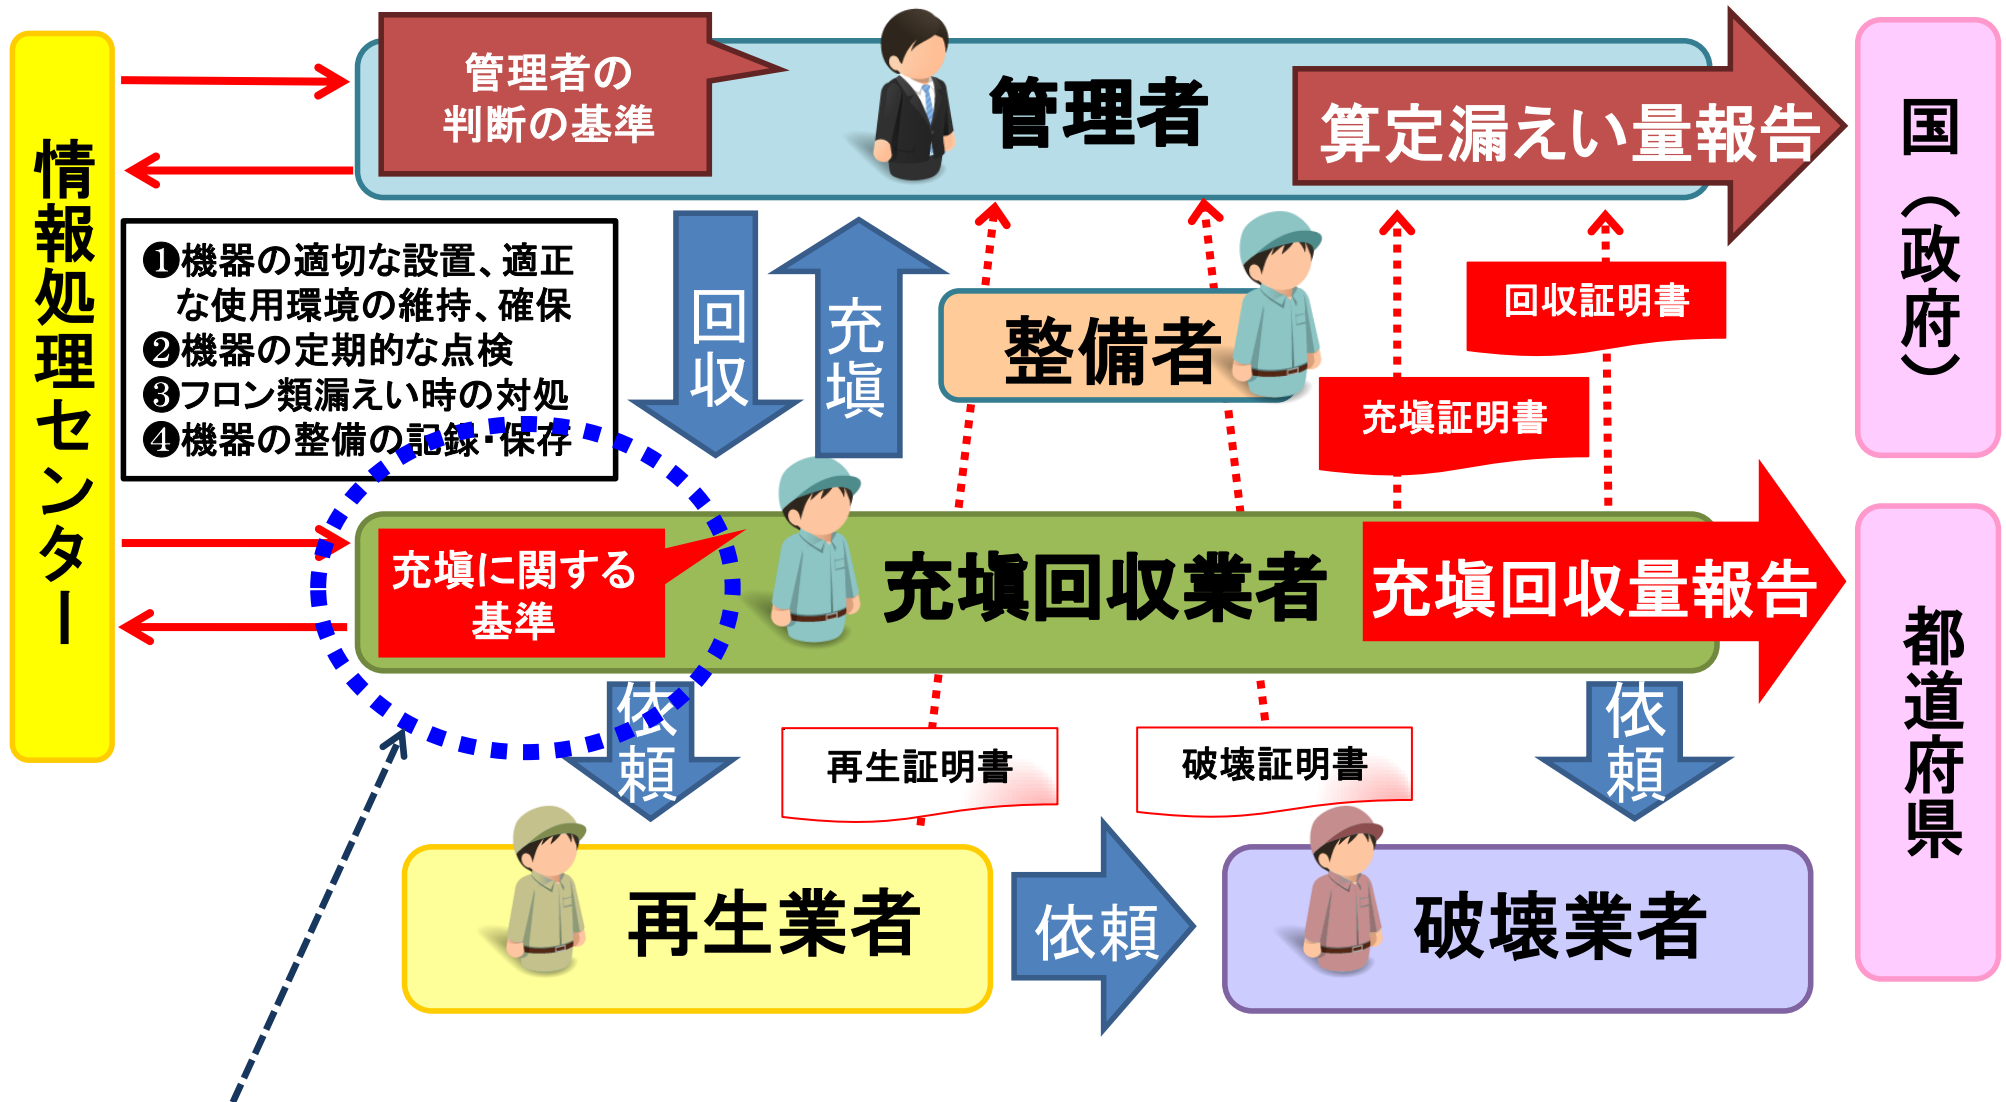 情報処理センター
管理者の
判断の基準
管理者
算定漏えい量報告
国（政府）
❶機器の適切な設置、適正
な使用環境の維持、確保
❷機器の定期的な点検
❸フロン類漏えい時の対処
❹機器の整備の記録・保存
回収
充塡
整備者
回収証明書
充塡証明書
充塡に関する
基準
充塡回収業者
充塡回収量報告
都道府県
依頼
再生証明書
破壊証明書
依頼
再生業者
依頼
破壊業者